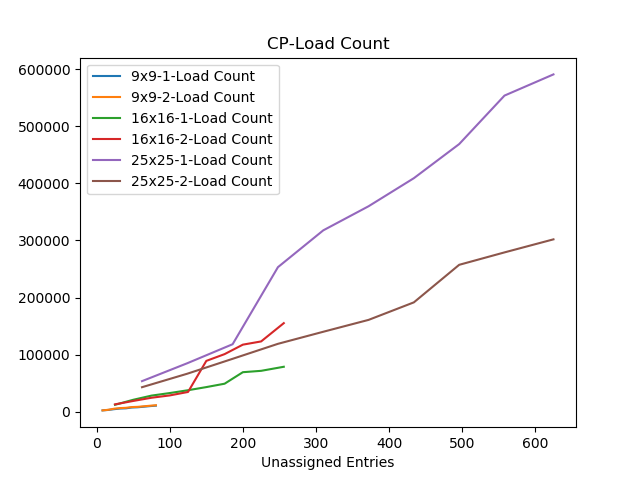 CP-Load Count
600000
500000
400000
300000
200000
100000
0
9x9-1-Load Count
9x9-2-Load Count
16x16-1-Load Count
16x16-2-Load Count
25x25-1-Load Count
25x25-2-Load Count
0 100 200 300 400 500 600
Unassigned Entries